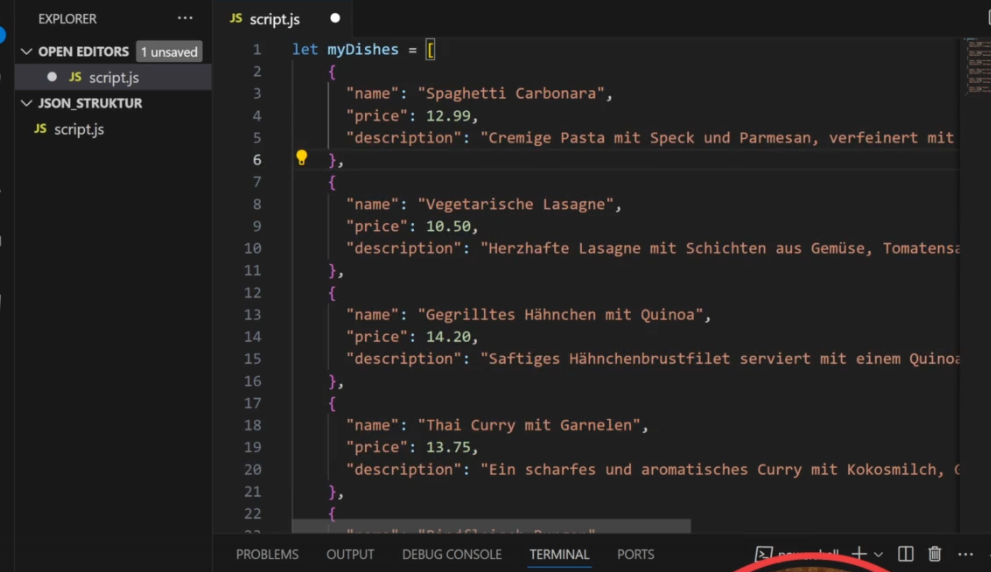 EXPLORER
OPEN EDITORS 1 unsaved
JS script.js
JSON_STRUKTUR
JS script.js
JS script.js
1 let myDishes = [
2 {
3 "name": "Spaghetti Carbonara",
4 "price": 12.99,
5 "description": "Cremige Pasta mit Speck und Parmesan, verfeinert mit
6 },
7 {
8 "name": "Vegetarische Lasagne",
9 "price": 10.50,
10 "description": "Herzhafte Lasagne mit Schichten aus Gemüse,
11 },
12 {
13 "name": "Gegrilltes Hähnchen mit Quinoa",
14 "price": 14.20,
15 "description": "Saftiges Hähnchenbrustfilet serviert mit einem Quinoa
16 },
17 {
18 "name": "Thai Curry mit Garnelen",
19 "price": 13.75,
20 "description": "Ein scharfes und aromatisches Curry mit Kokosmilch,
21 },
22 {
PROBLEMS OUTPUT DEBUG CONSOLE TERMINAL PORTS